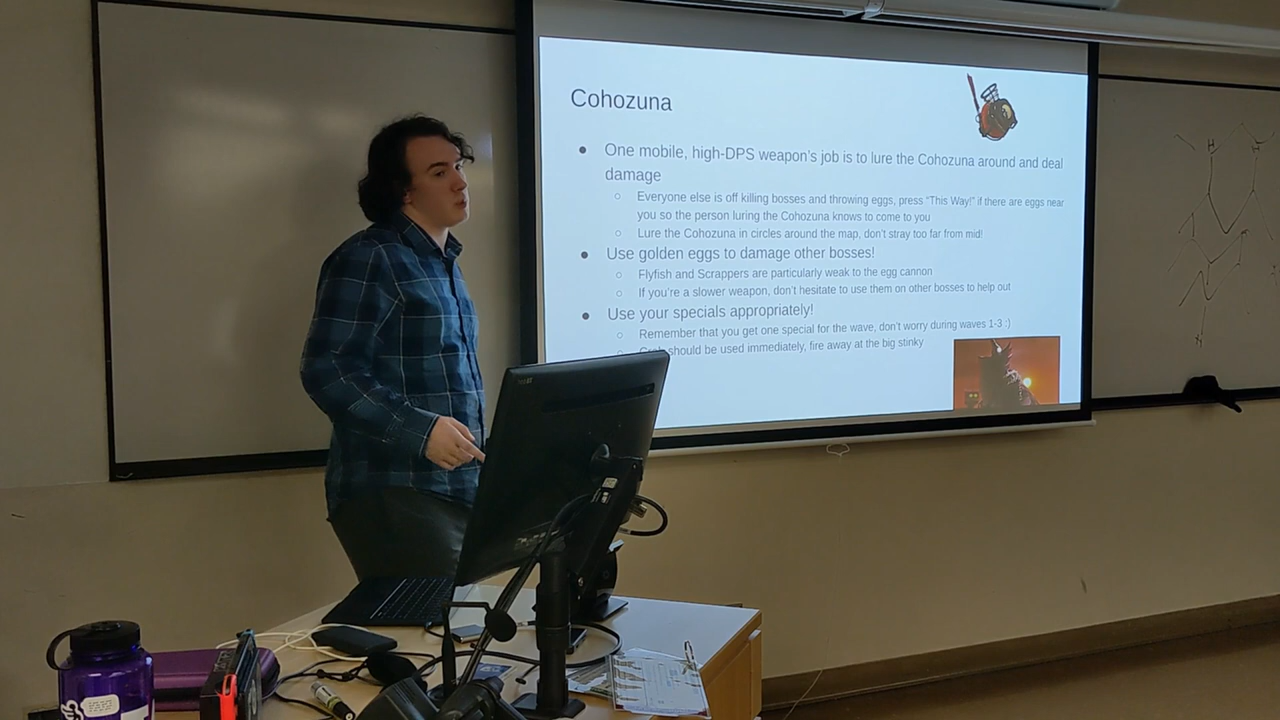 Cohozuna
One mobile, high-DPS weapon's job is to lure the Cohozuna around and deal
damage
Everyone else is off killing bosses and throwing eggs, press "This Way!" if there are eggs near
you so the person luring the Cohozuna knows to come to you
Lure the Cohozuna in circles around the map, don't stray too far from mid!
Use golden eggs to damage other bosses!
Flyfish and Scrappers are particularly weak to the egg cannon
If you're a slower weapon, don't hesitate to use them on other bosses to help out
Use your specials appropriately!
Remember that you get one special for the wave, don't worry during waves 1-3 :)
should be used immediately, fire away at the big stinky